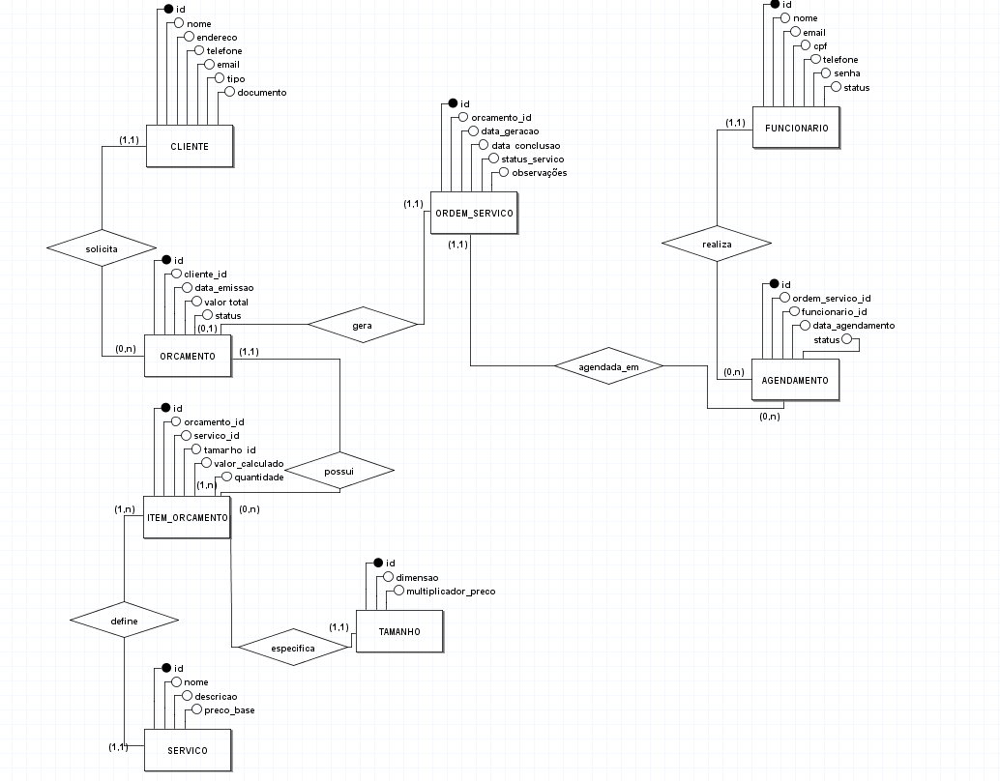 id
nome
endereco
telefone
email
tipo
documento
(1,1)
CLIENTE
solicita
id
cliente_id
data_emissao
valor total
status
(0,1)
(0,n)
ORCAMENTO
(1,1)
gera
id
orcamento_id
data_geracao
data conclusao
status_servico
observações
(1,1)
ORDEM_SERVICO
(1,1)
id
nome
email
cpf
telefone
senha
status
(1,1)
FUNCIONARIO
realiza
id
ordem_servico_id
funcionario_id
data_agendamento
status
(0,n)
AGENDAMENTO
(0,n)
agendada_em
id
orcamento_id
servico_id
tamanho id
valor_calculado
quantidade
(1,n)
possui
(1,n)
ITEM_ORCAMENTO
(0,n)
define
id
dimensao
multiplicador_preco
(1,1)
TAMANHO
especifica
id
nome
descricao
preco_base
(1,1)
SERVICO